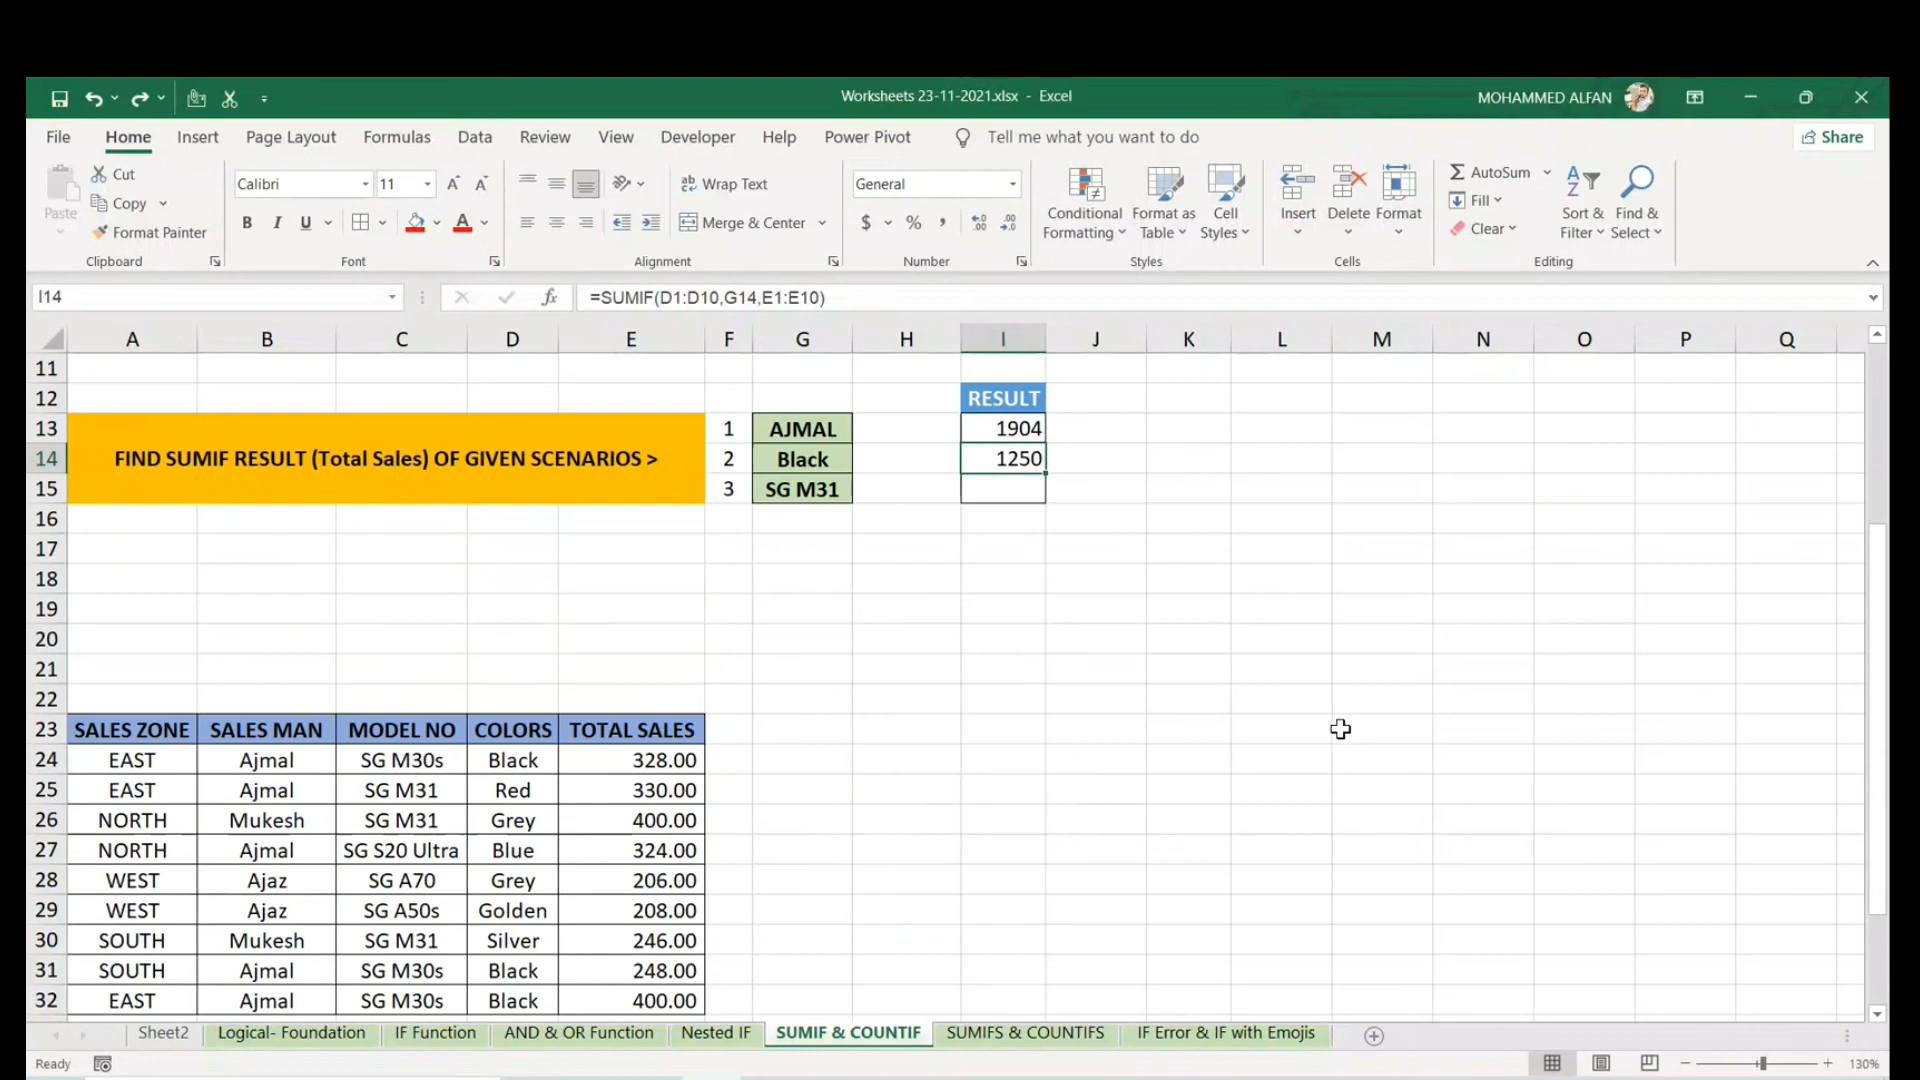 Worksheets 23-11-2021.xlsx - Excel
MOHAMMED ALFAN
File Home Insert Page Layout Formulas Data Review View Developer Help Power Pivot Tell me what you want to do Share
Paste
Cut
Copy
Format Painter
Calibri 11
B I U
Wrap Text
Merge & Center
General
$ % ,
Conditional Formatting
Format as Table
Cell Styles
Insert Delete Format
AutoSum
Fill
Clear
Sort & Filter
Find & Select
Clipboard Font Alignment Number Styles Cells Editing
I14 fx =SUMIF(D1:D10,G14,E1:E10)
A B C D E F G H I J K L M N O P Q
11
12 RESULT
13 1 AJMAL 1904
14 FIND SUMIF RESULT (Total Sales) OF GIVEN SCENARIOS > 2 Black 1250
15 3 SG M31
16
17
18
19
20
21
22
23 SALES ZONE SALES MAN MODEL NO COLORS TOTAL SALES
24 EAST Ajmal SG M30s Black 328.00
25 EAST Ajmal SG M31 Red 330.00
26 NORTH Mukesh SG M31 Grey 400.00
27 NORTH Ajmal SG S20 Ultra Blue 324.00
28 WEST Ajaz SG A70 Grey 206.00
29 WEST Ajaz SG A50s Golden 208.00
30 SOUTH Mukesh SG M31 Silver 246.00
31 SOUTH Ajmal SG M30s Black 248.00
32 EAST Ajmal SG M30s Black 400.00
Sheet2 Logical- Foundation IF Function AND & OR Function Nested IF SUMIF & COUNTIF SUMIFS & COUNTIFS IF Error & IF with Emojis
Ready 130%